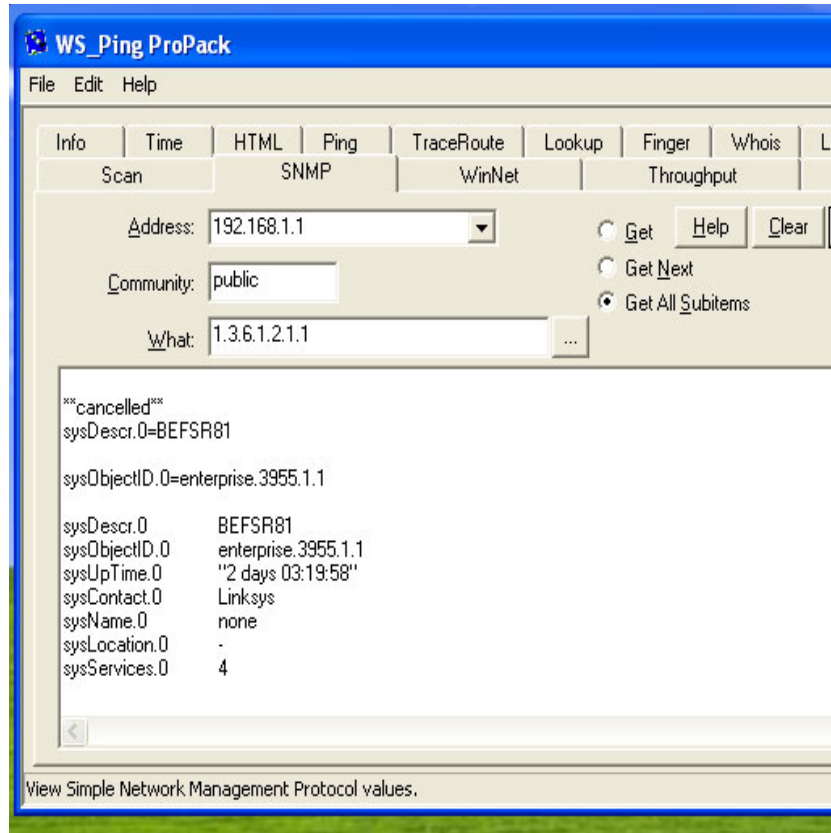 WS_Ping ProPack
File Edit Help
Info Time HTML Ping TraceRoute Lookup Finger Whois L
Scan SNMP WinNet Throughput
Address: 192.168.1.1
Get Help Clear
Community: public
Get Next
Get All Subitems
What: 1.3.6.1.2.1.1 ...
**cancelled**
sysDescr.0=BEFSR81
sysObjectID.0=enterprise.3955.1.1
sysDescr.0 BEFSR81
sysObjectID.0 enterprise.3955.1.1
sysUpTime.0 "2 days 03:19:58"
sysContact.0 Linksys
sysName.0 none
sysLocation.0 -
sysServices.0 4
View Simple Network Management Protocol values.